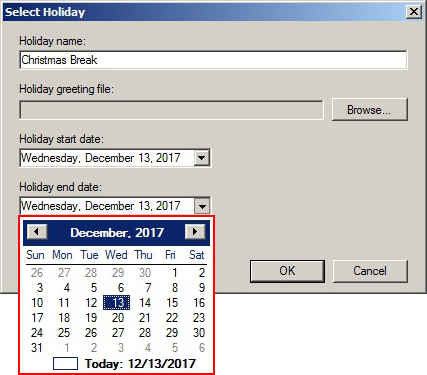 Select Holiday
Holiday name:
Christmas Break
Holiday greeting file:
Browse...
Holiday start date:
Wednesday, December 13, 2017
Holiday end date:
Wednesday, December 13, 2017
December, 2017
Sun Mon Tue Wed Thu Fri Sat
26 27 28 29 30 1 2
3 4 5 6 7 8 9
10 11 12 13 14 15 16
17 18 19 20 21 22 23
24 25 26 27 28 29 30
31 1 2 3 4 5 6
Today: 12/13/2017
OK Cancel